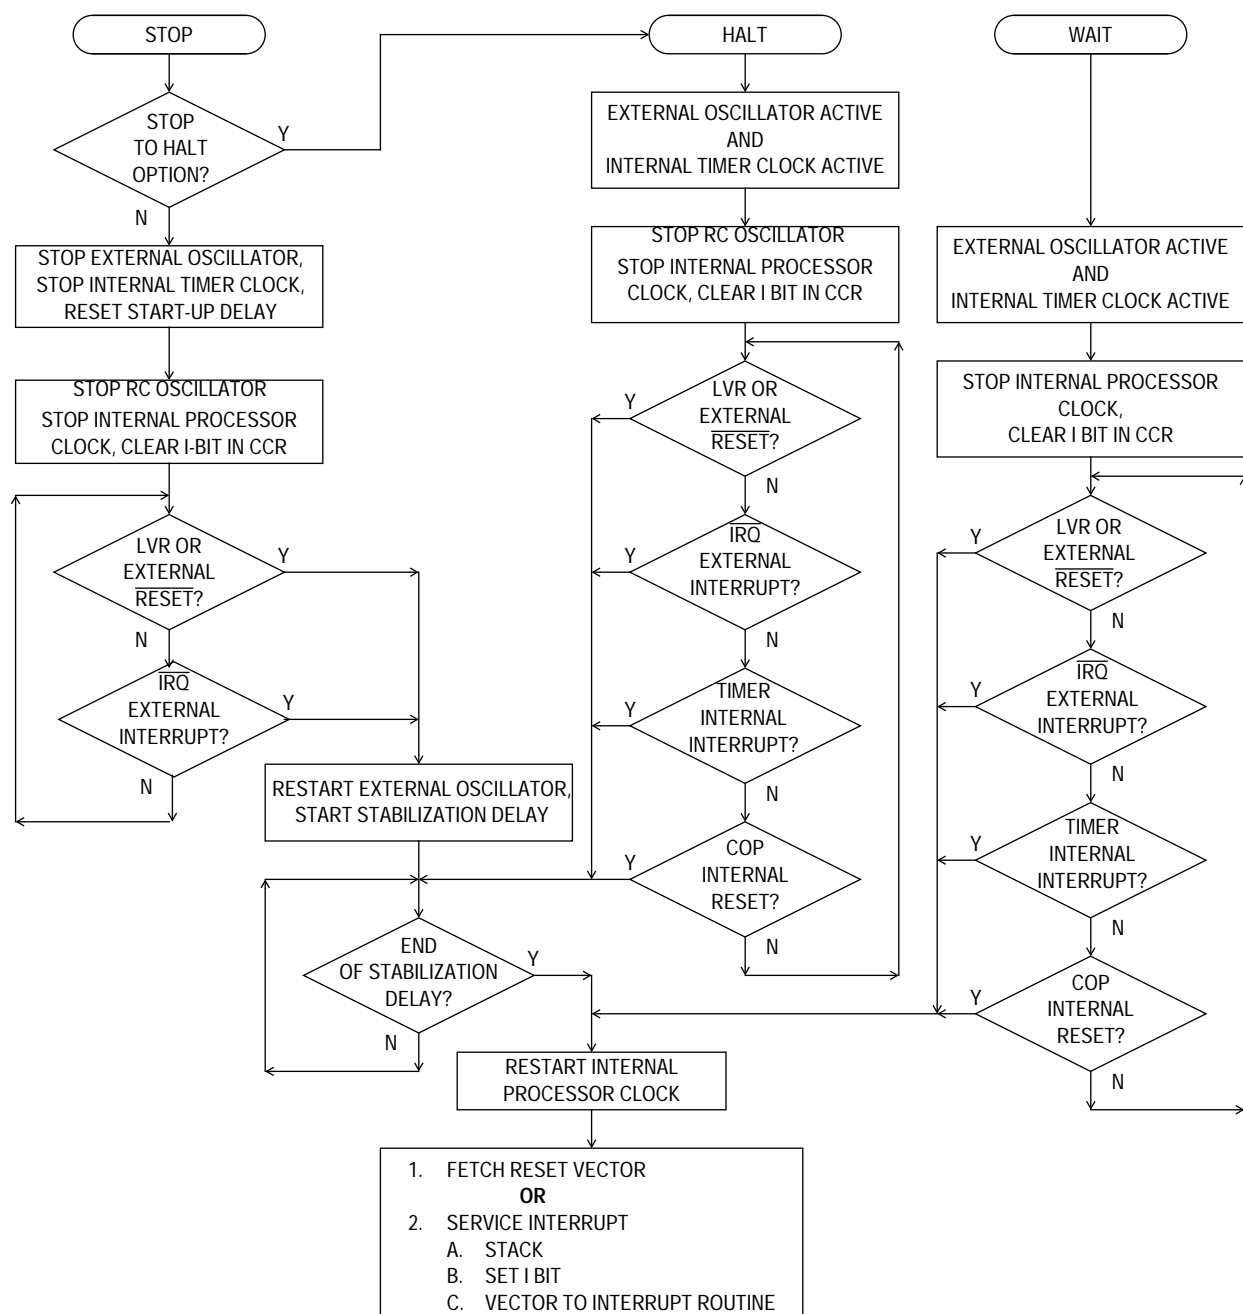 STOP
HALT
WAIT
STOP
TO HALT
OPTION?
Y
N
STOP EXTERNAL OSCILLATOR,
STOP INTERNAL TIMER CLOCK,
RESET START-UP DELAY
STOP RC OSCILLATOR
STOP INTERNAL PROCESSOR
CLOCK, CLEAR I-BIT IN CCR
LVR OR
EXTERNAL
RESET?
Y
N
IRQ
EXTERNAL
INTERRUPT?
Y
N
RESTART EXTERNAL OSCILLATOR,
START STABILIZATION DELAY
END
OF STABILIZATION
DELAY?
Y
N
EXTERNAL OSCILLATOR ACTIVE
AND
INTERNAL TIMER CLOCK ACTIVE
STOP RC OSCILLATOR
STOP INTERNAL PROCESSOR
CLOCK, CLEAR I BIT IN CCR
LVR OR
EXTERNAL
RESET?
Y
N
IRQ
EXTERNAL
INTERRUPT?
Y
N
TIMER
INTERNAL
INTERRUPT?
Y
N
COP
INTERNAL
RESET?
Y
N
EXTERNAL OSCILLATOR ACTIVE
AND
INTERNAL TIMER CLOCK ACTIVE
STOP INTERNAL PROCESSOR
CLOCK,
CLEAR I BIT IN CCR
LVR OR
EXTERNAL
RESET?
Y
N
IRQ
EXTERNAL
INTERRUPT?
Y
N
TIMER
INTERNAL
INTERRUPT?
Y
N
COP
INTERNAL
RESET?
Y
N
RESTART INTERNAL
PROCESSOR CLOCK
1. FETCH RESET VECTOR
OR
2. SERVICE INTERRUPT
A. STACK
B. SET I BIT
C. VECTOR TO INTERRUPT ROUTINE